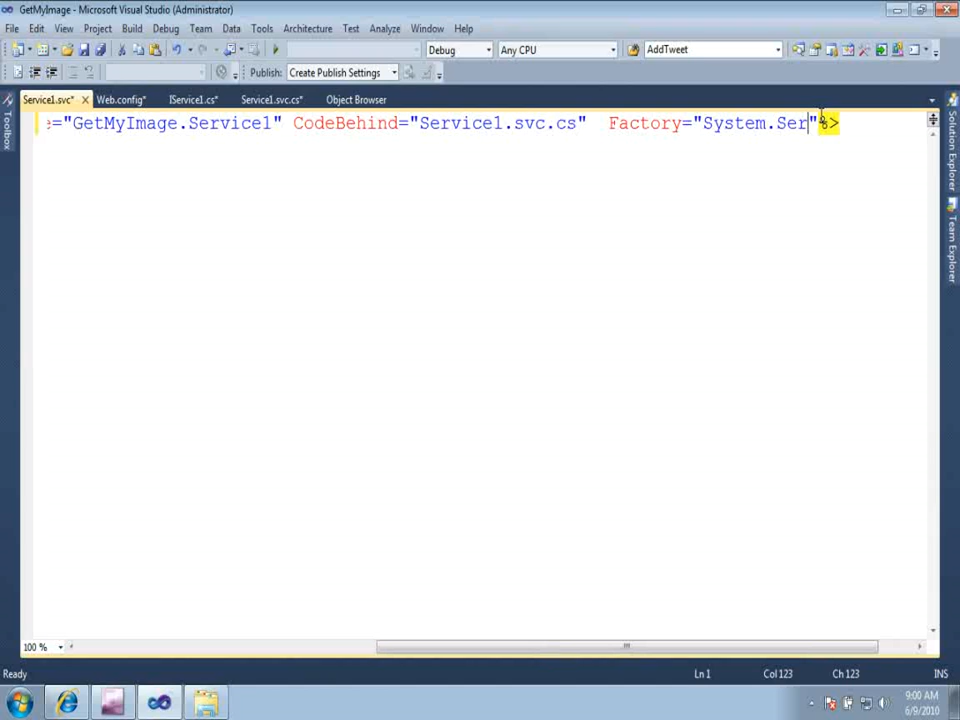 GetMyImage - Microsoft Visual Studio (Administrator)
File Edit View Project Build Debug Team Data Tools Architecture Test Analyze Window Help
Debug Any CPU AddTweet
Publish: Create Publish Settings
Service1.svc* Web.config* IService1.cs* Service1.svc.cs* Object Browser
e="GetMyImage.Service1" CodeBehind="Service1.svc.cs" Factory="System.Ser"%>
Toolbox
Solution Explorer
Team Explorer
100 %
Ready Ln 1 Col 123 Ch 123 INS
9:00 AM
6/9/2010